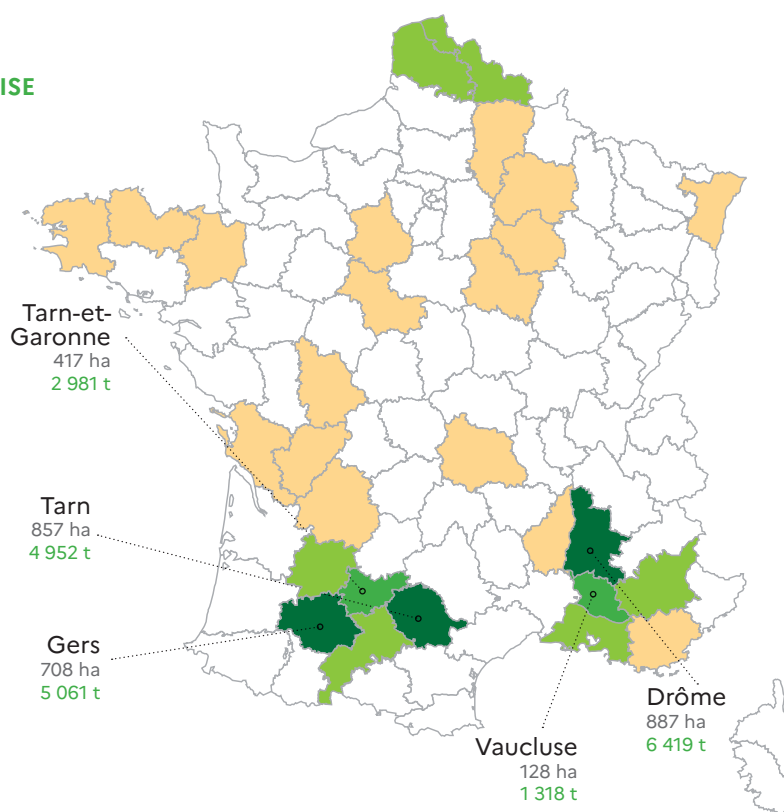 ISE
Tarn-et-
Garonne
417 ha
2 981 t
Tarn
857 ha
4 952 t
Gers
708 ha
5 061 t
Drôme
887 ha
6 419 t
Vaucluse
128 ha
1 318 t